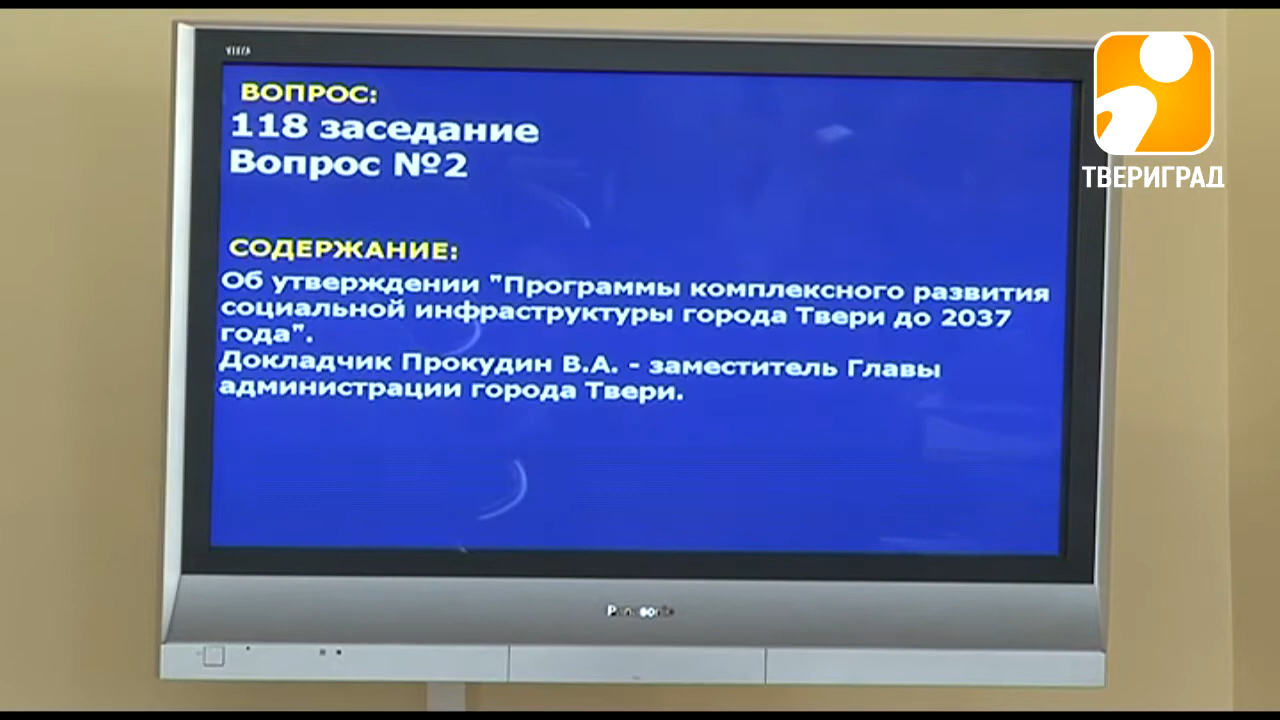 VIERA
ВОПРОС:
118 заседание
Вопрос №2
ТВЕРИГРАД
СОДЕРЖАНИЕ:
Об утверждении "Программы комплексного развития
социальной инфраструктуры города Твери до 2037
года".
Докладчик Прокудин В.А. - заместитель Главы
администрации города Твери.
Panasonic